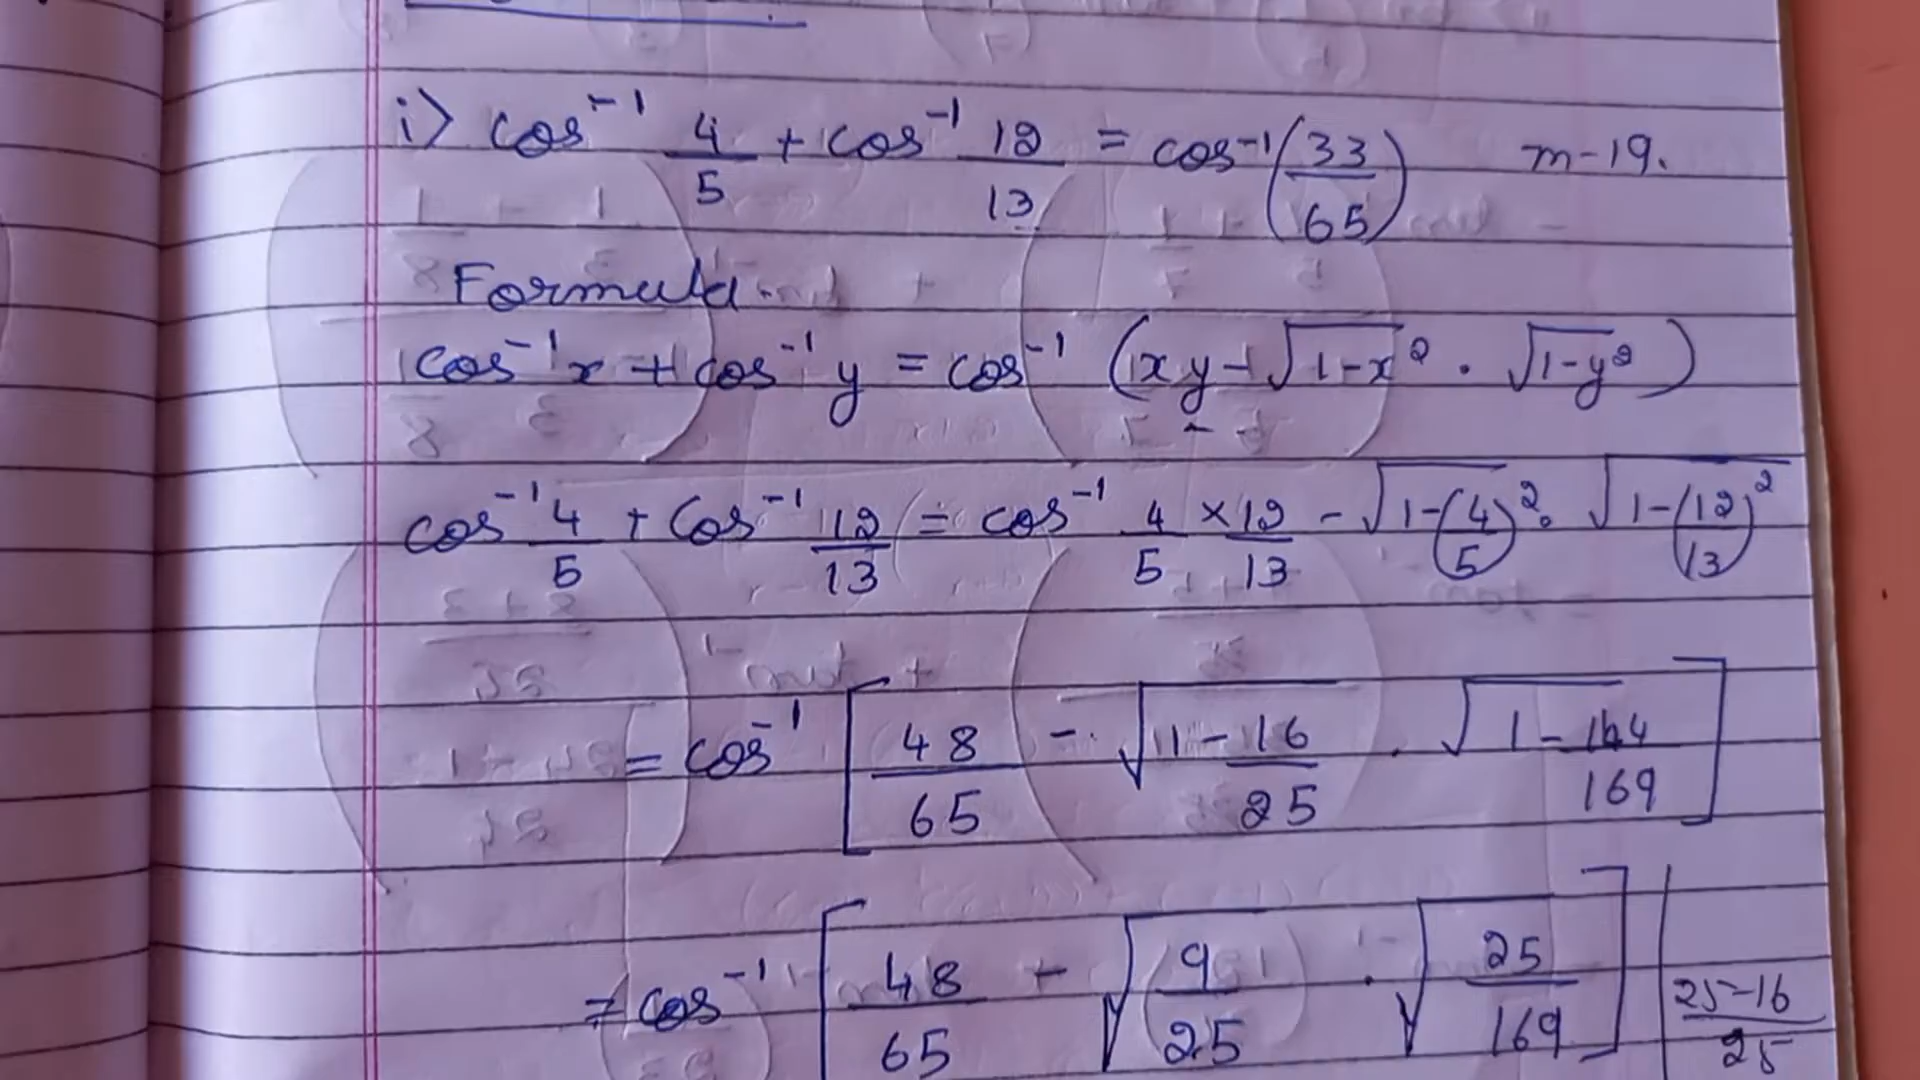 i) cos⁻¹ 4/5 + cos⁻¹ 12/13 = cos⁻¹(33/65) m-19.
Formula.
cos⁻¹x + cos⁻¹y = cos⁻¹ (xy - √1-x² . √1-y²)
cos⁻¹ 4/5 + Cos⁻¹ 12/13 = cos⁻¹ 4/5 × 12/13 - √1-(4/5)² . √1-(12/13)²
= cos⁻¹ [48/65 - √1-16/25 . √1-144/169]
= cos⁻¹ [48/65 - √9/25 . √25/169] | 25-16/25